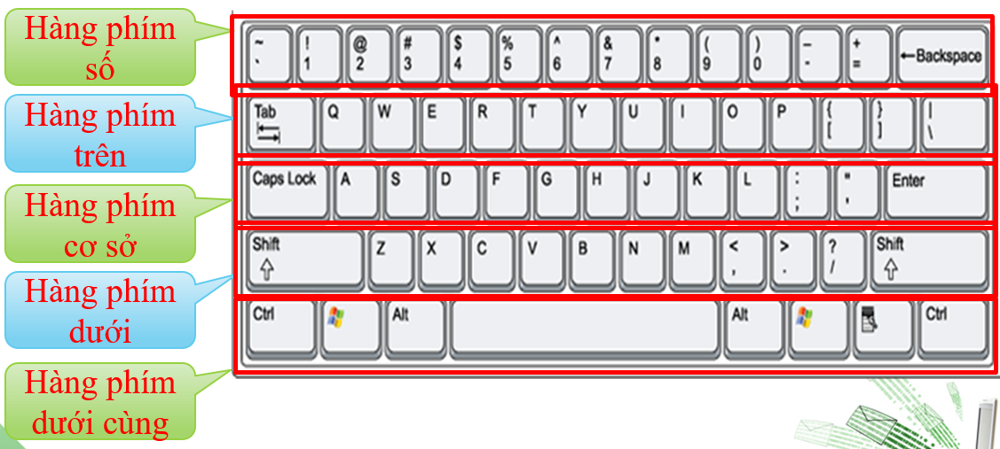 Hàng phím
số
Hàng phím
trên
Hàng phím
cơ sở
Hàng phím
dưới
Hàng phím
dưới cùng
~ ! @ # $ % ^ & * ( ) – +
` 1 2 3 4 5 6 7 8 9 0 - = ←Backspace
Tab Q W E R T Y U I O P { } |
[ ] \
Caps Lock A S D F G H J K L : " Enter
; '
Shift Z X C V B N M < > ? Shift
, . /
Ctrl Alt Alt Ctrl